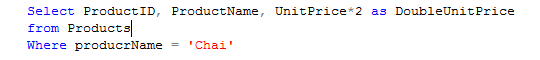 Select ProductID, ProductName, UnitPrice*2 as DoubleUnitPrice
from Products
Where producrName = 'Chai'